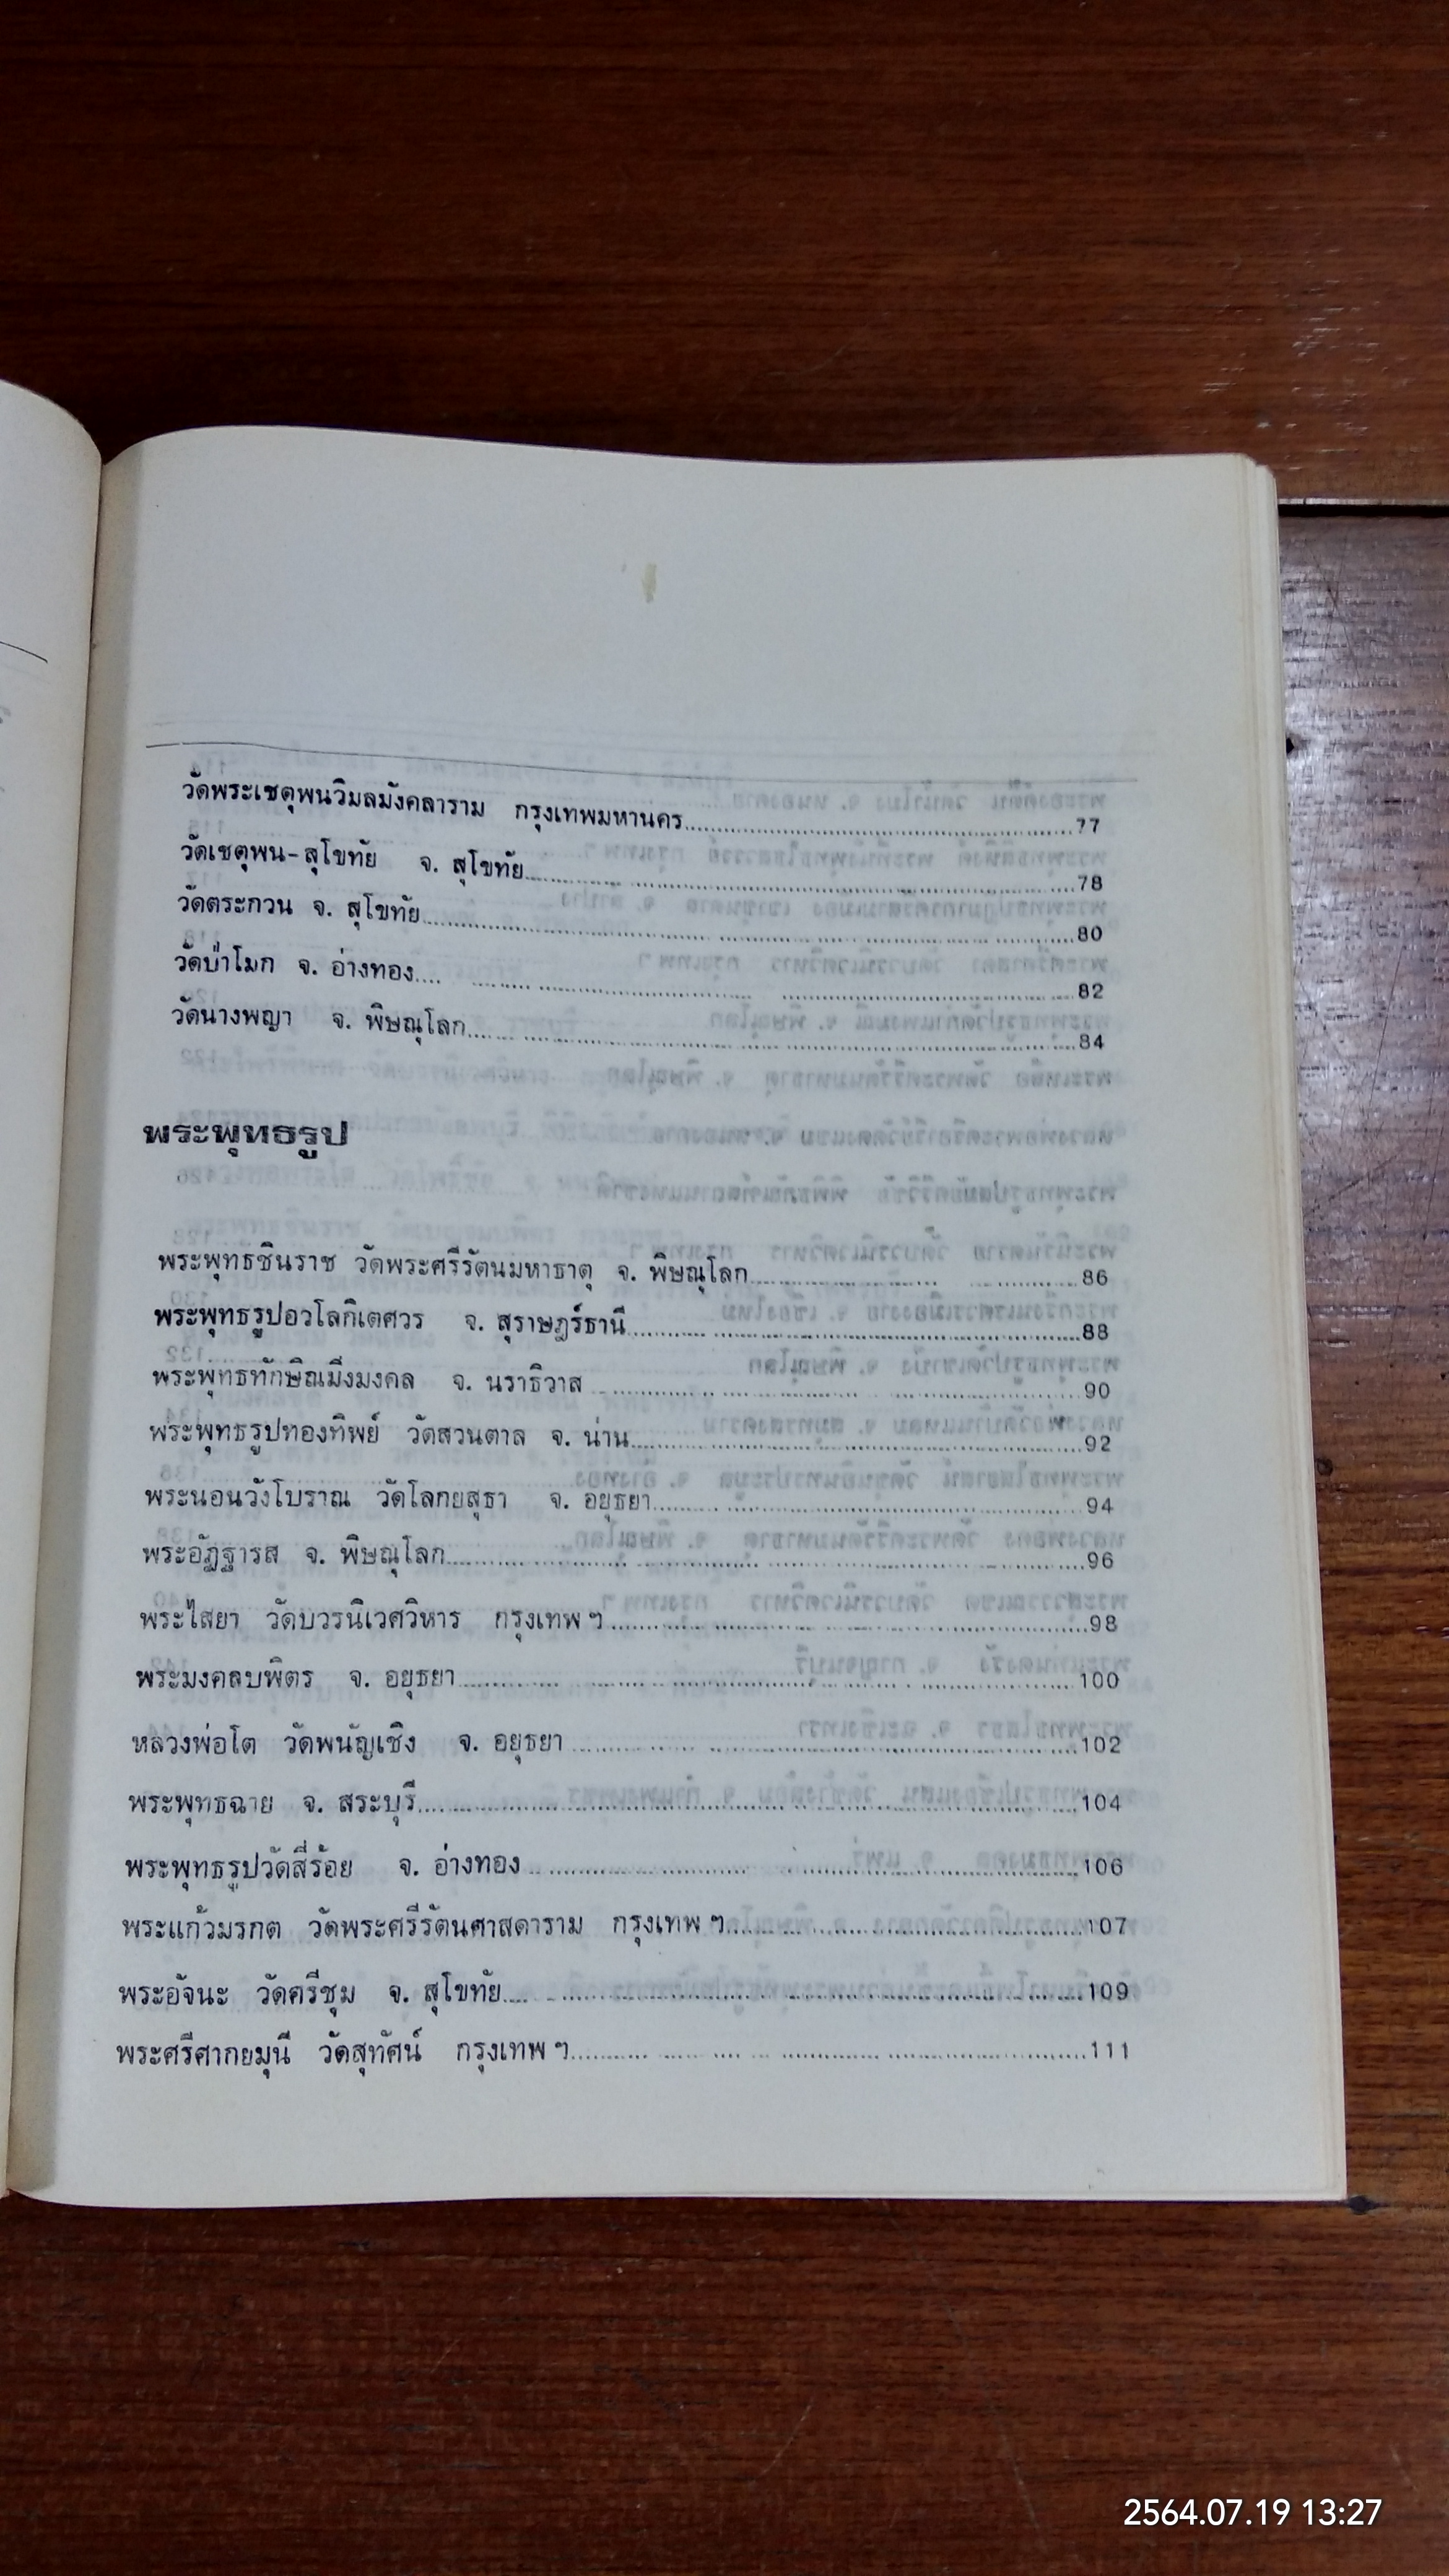 วัดพระเชตุพนวิมลมังคลาราม กรุงเทพมหานคร 77
วัดเชตุพน-สุโขทัย จ. สุโขทัย 78
วัดตระกวน จ. สุโขทัย 80
วัดป่าโมก จ. อ่างทอง 82
วัดนางพญา จ. พิษณุโลก 84
พระพุทธรูป
พระพุทธชินราช วัดพระศรีรัตนมหาธาตุ จ. พิษณุโลก 86
พระพุทธรูปอวโลกิเตศวร จ. สุราษฎร์ธานี 88
พระพุทธทักษิณมิ่งมงคล จ. นราธิวาส 90
พระพุทธรูปทองทิพย์ วัดสวนตาล จ. น่าน 92
พระนอนวังโบราณ วัดโลกยสุธา จ. อยุธยา 94
พระอัฏฐารส จ. พิษณุโลก 96
พระไสยา วัดบวรนิเวศวิหาร กรุงเทพฯ 98
พระมงคลบพิตร จ. อยุธยา 100
หลวงพ่อโต วัดพนัญเชิง จ. อยุธยา 102
พระพุทธฉาย จ. สระบุรี 104
พระพุทธรูปวัดสี่ร้อย จ. อ่างทอง 106
พระแก้วมรกต วัดพระศรีรัตนศาสดาราม กรุงเทพฯ 107
พระอัจนะ วัดศรีชุม จ. สุโขทัย 109
พระศรีศากยมุนี วัดสุทัศน์ กรุงเทพฯ 111
2564.07.19 13:27